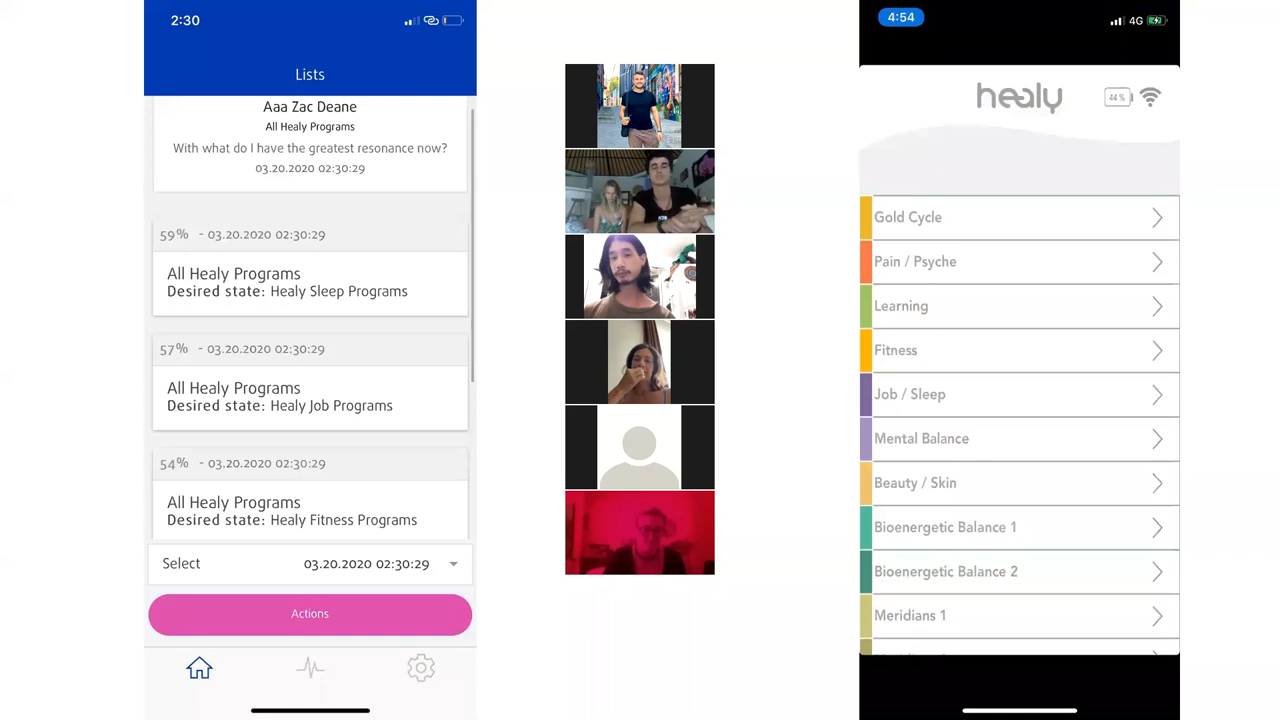 2:30
Lists
Aaa Zac Deane
All Healy Programs
With what do I have the greatest resonance now?
03.20.2020 02:30:29
59% - 03.20.2020 02:30:29
All Healy Programs
Desired state: Healy Sleep Programs
57% - 03.20.2020 02:30:29
All Healy Programs
Desired state: Healy Job Programs
54% - 03.20.2020 02:30:29
All Healy Programs
Desired state: Healy Fitness Programs
Select 03.20.2020 02:30:29
Actions
4:54
4G
healy
44 %
Gold Cycle
Pain / Psyche
Learning
Fitness
Job / Sleep
Mental Balance
Beauty / Skin
Bioenergetic Balance 1
Bioenergetic Balance 2
Meridians 1